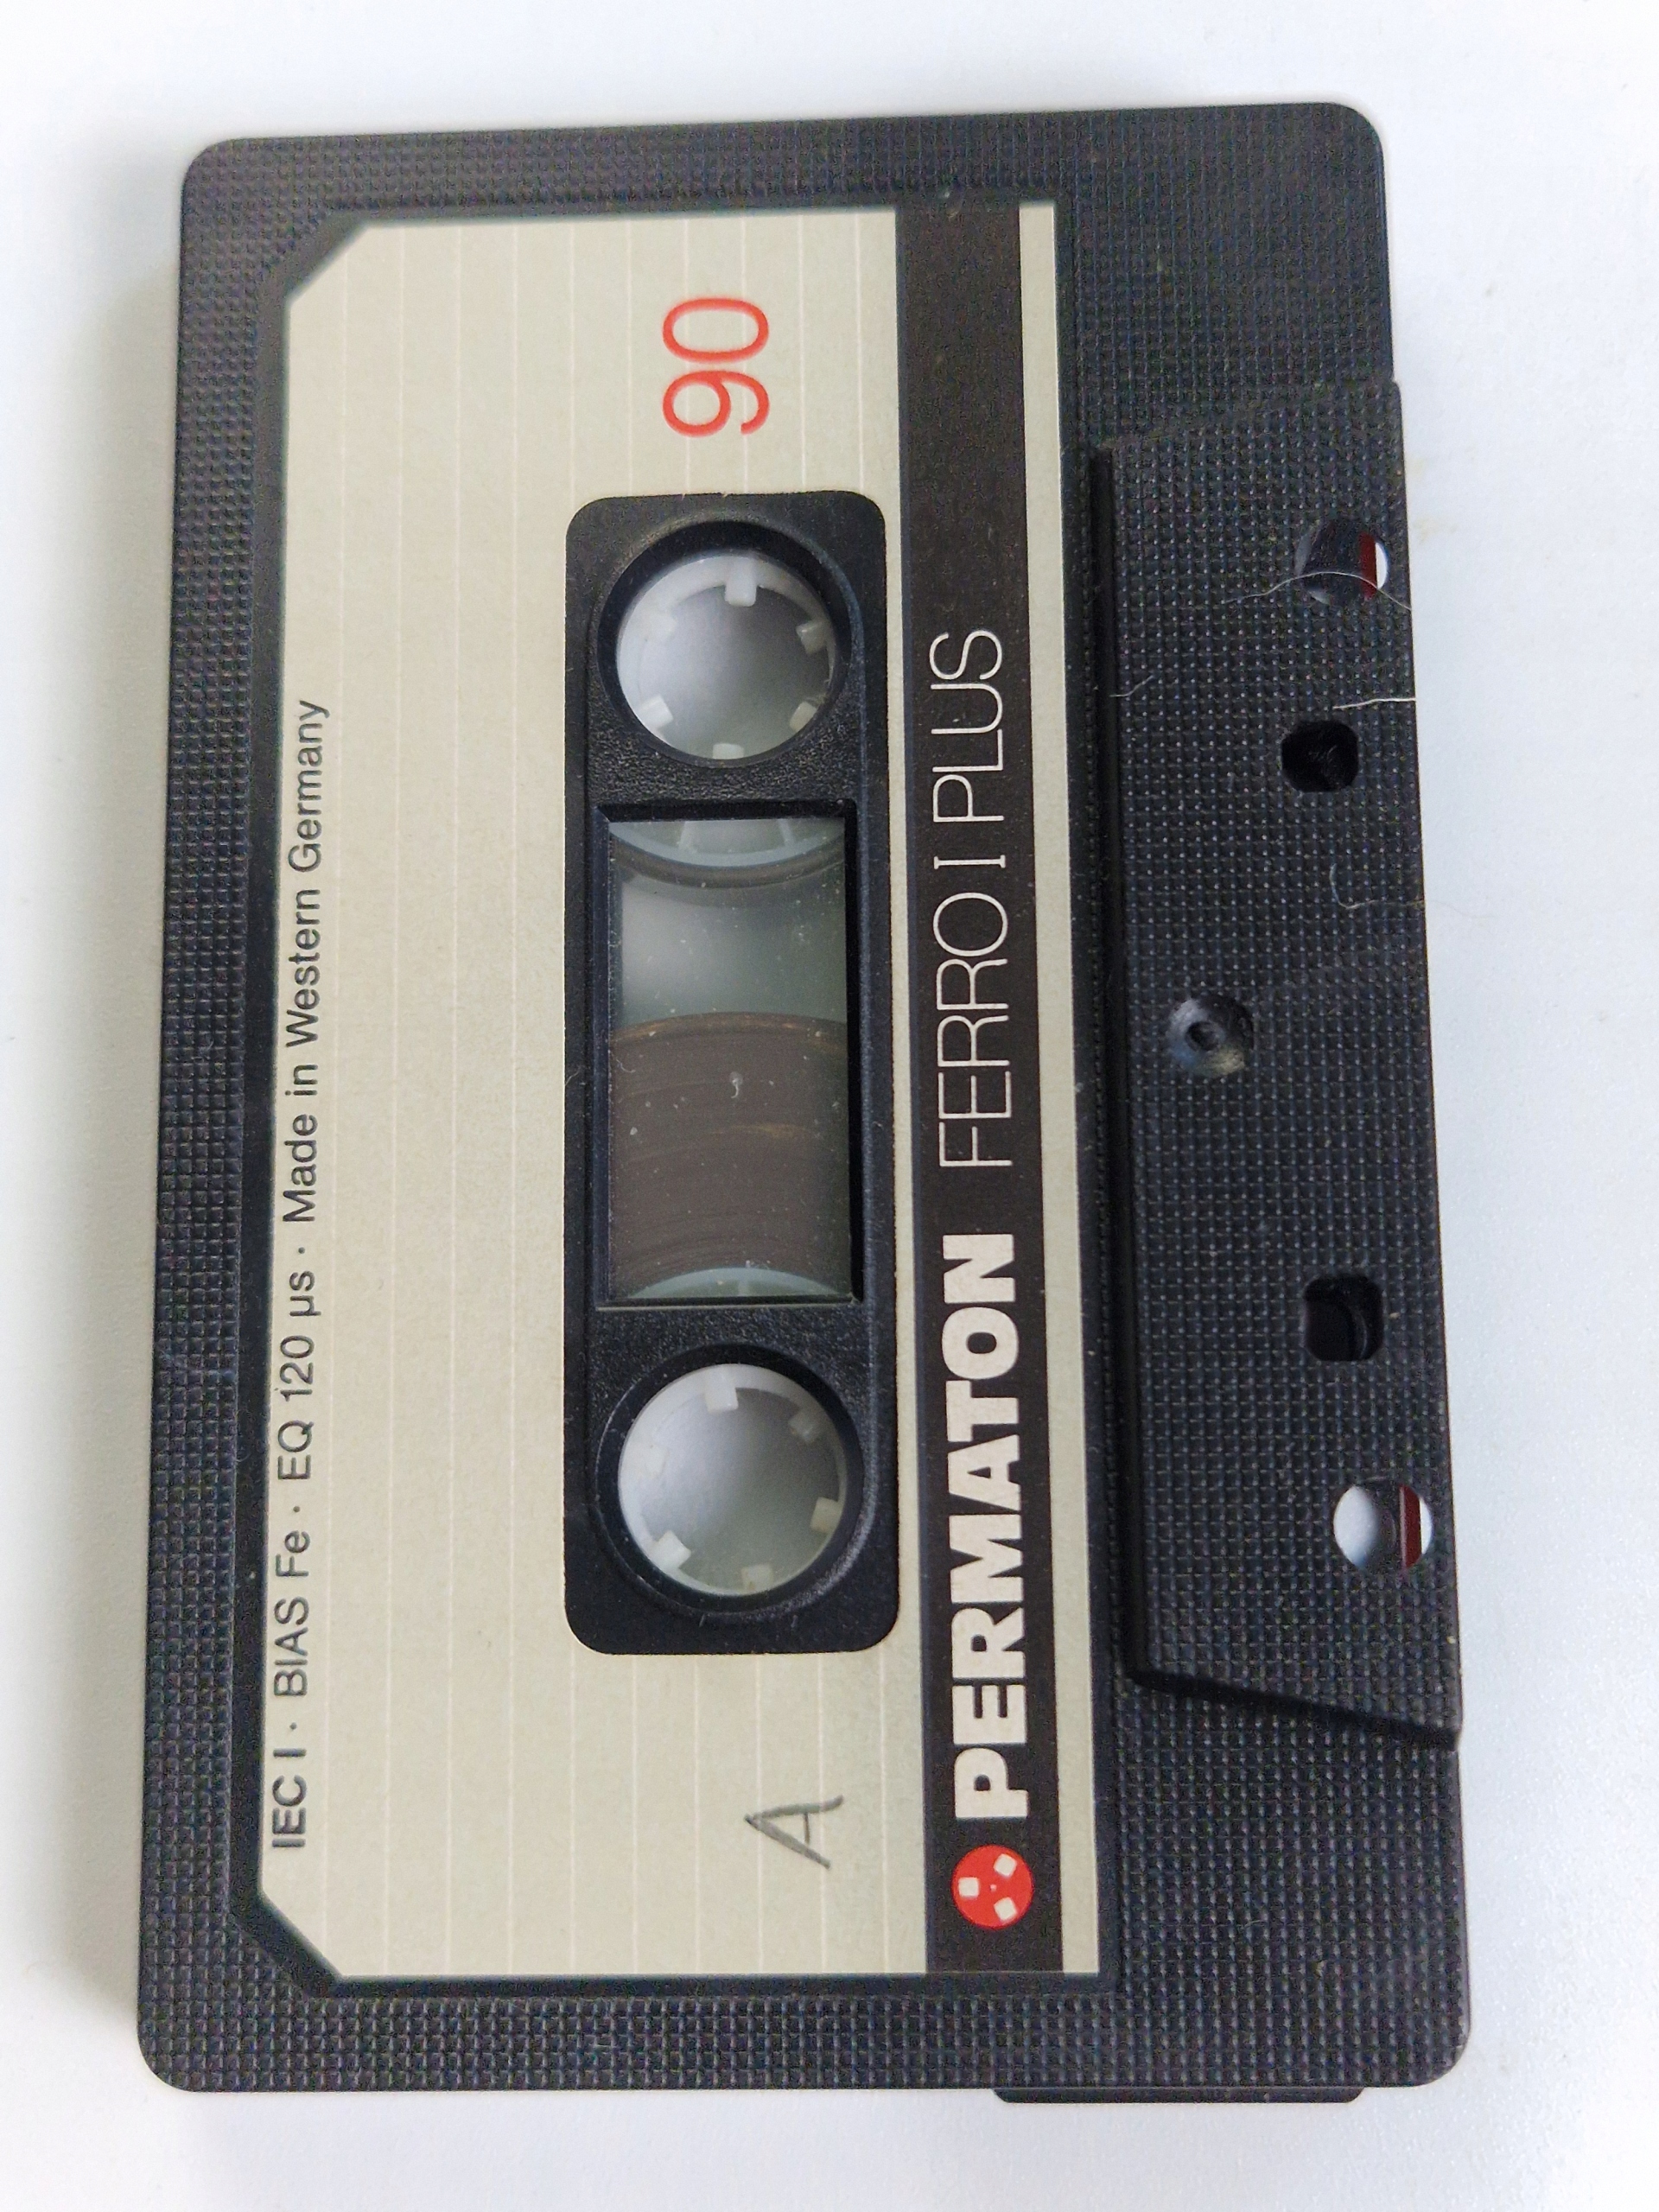 IEC I · BIAS Fe · EQ 120 µs · Made in Western Germany
90
A
PERMATON FERRO I PLUS